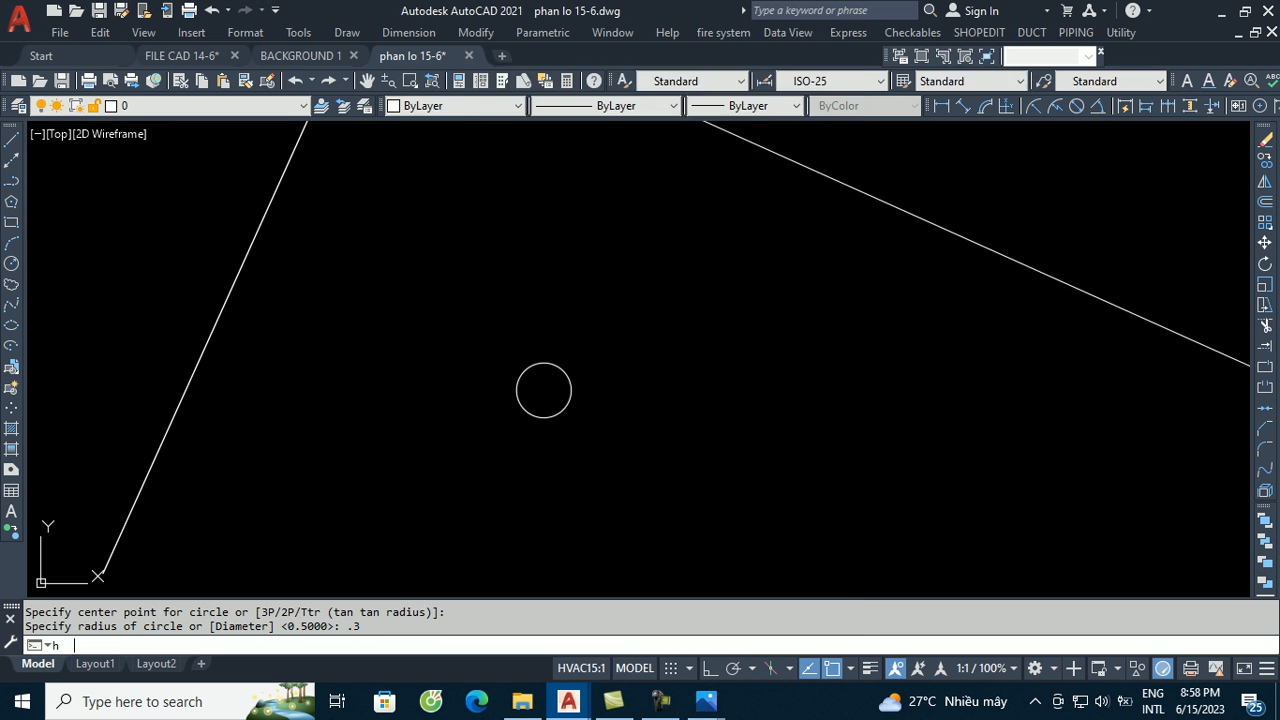 Autodesk AutoCAD 2021 phan lo 15-6.dwg
Type a keyword or phrase
Sign In
File Edit View Insert Format Tools Draw Dimension Modify Parametric Window Help fire system Data View Express Checkables SHOPEDIT DUCT PIPING Utility
Start FILE CAD 14-6* BACKGROUND 1 phan lo 15-6*
Standard ISO-25 Standard Standard
0 ByLayer ByLayer ByLayer ByColor
[−][Top][2D Wireframe]
Y
Specify center point for circle or [3P/2P/Ttr (tan tan radius)]:
Specify radius of circle or [Diameter] <0.5000>: .3
h
Model Layout1 Layout2 HVAC15:1 MODEL 1:1 / 100%
Type here to search
27°C Nhiều mây
ENG
INTL
8:58 PM
6/15/2023
25